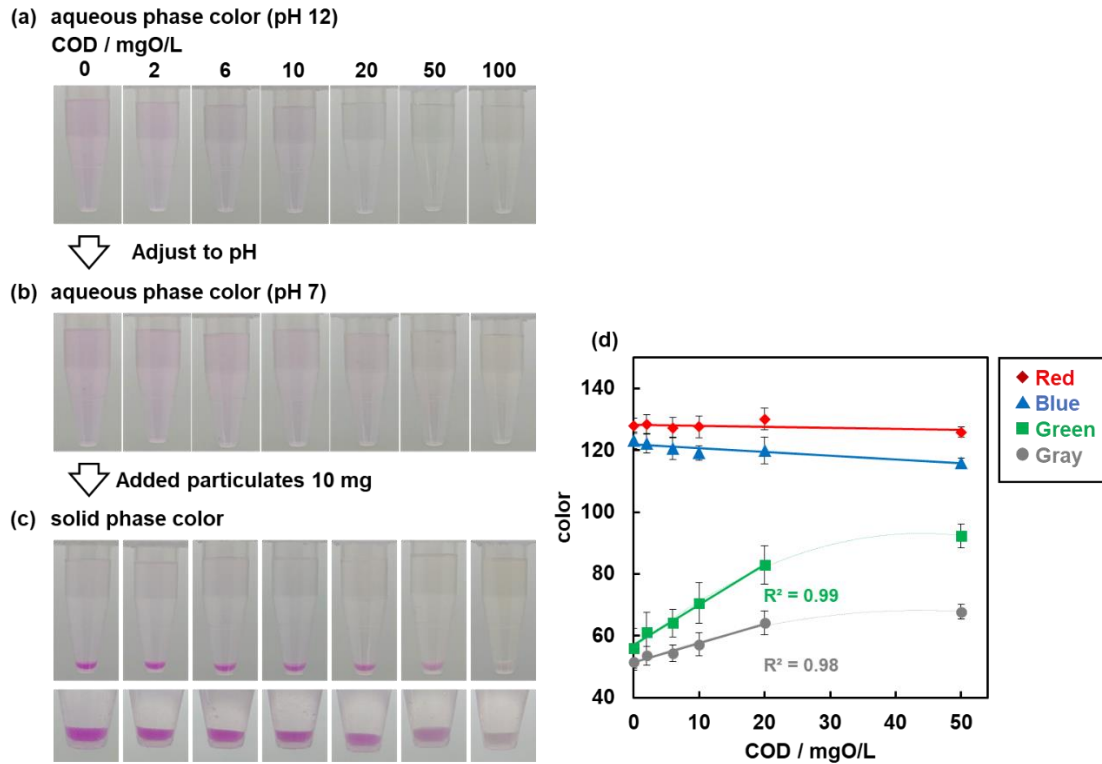 (a) aqueous phase color (pH 12)
COD / mgO/L
0 2 6 10 20 50 100
Adjust to pH
(b) aqueous phase color (pH 7)
Added particulates 10 mg
(c) solid phase color
(d)
140
120
100
80
60
40
color
0 10 20 30 40 50
COD / mgO/L
R² = 0.99
R² = 0.98
Red
Blue
Green
Gray